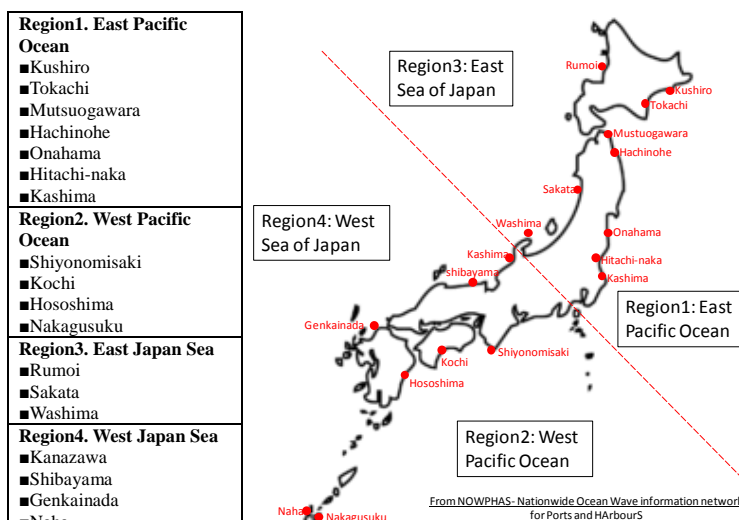 Region1. East Pacific
Ocean
■Kushiro
■Tokachi
■Mutsuogawara
■Hachinohe
■Onahama
■Hitachi-naka
■Kashima
Region2. West Pacific
Ocean
■Shiyonomisaki
■Kochi
■Hososhima
■Nakagusuku
Region3. East Japan Sea
■Rumoi
■Sakata
■Washima
Region4. West Japan Sea
■Kanazawa
■Shibayama
■Genkainada
Region3: East
Sea of Japan
Rumoi
Kushiro
Tokachi
Mustuogawara
Hachinohe
Sakata
Region4: West
Sea of Japan
Washima
Onahama
Kashima
Hitachi-naka
shibayama
Kashima
Region1: East
Pacific Ocean
Genkainada
Kochi
Shiyonomisaki
Hososhima
Region2: West
Pacific Ocean
Naha
Nakagusuku
From NOWPHAS- Nationwide Ocean Wave information network
for Ports and HArbourS